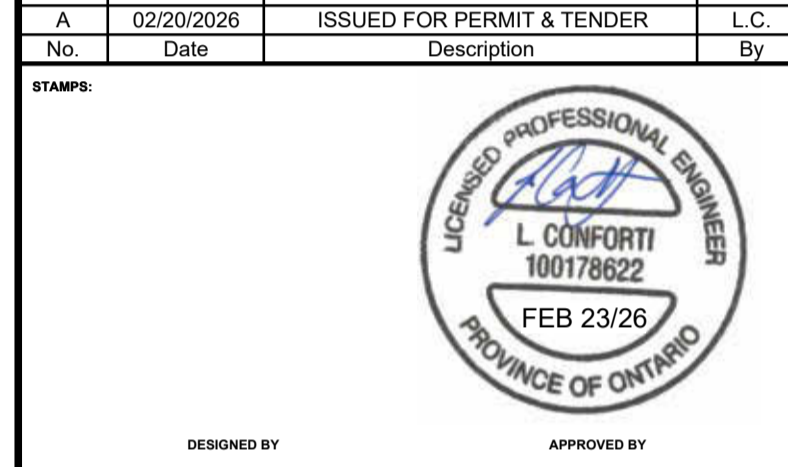 A 02/20/2026 ISSUED FOR PERMIT & TENDER L.C.
No. Date Description By
STAMPS:
LICENSED PROFESSIONAL ENGINEER
L. CONFORTI
100178622
FEB 23/26
PROVINCE OF ONTARIO
DESIGNED BY APPROVED BY